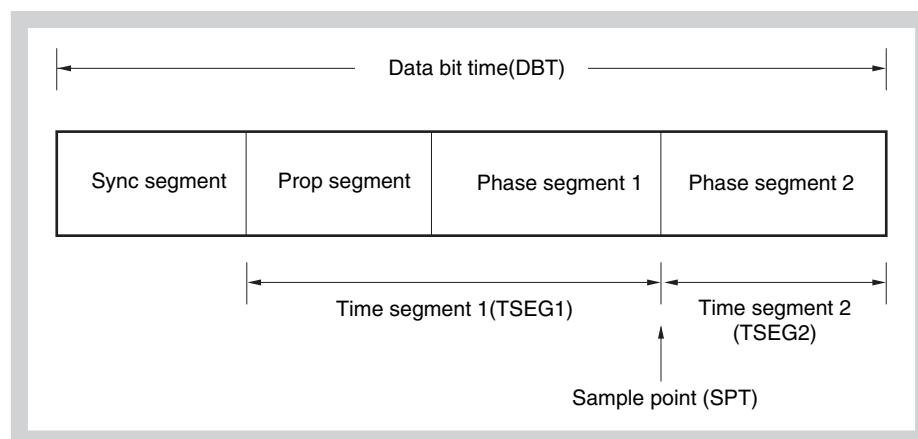 Data bit time(DBT)
Sync segment
Prop segment
Phase segment 1
Phase segment 2
Time segment 1(TSEG1)
Time segment 2
(TSEG2)
Sample point (SPT)